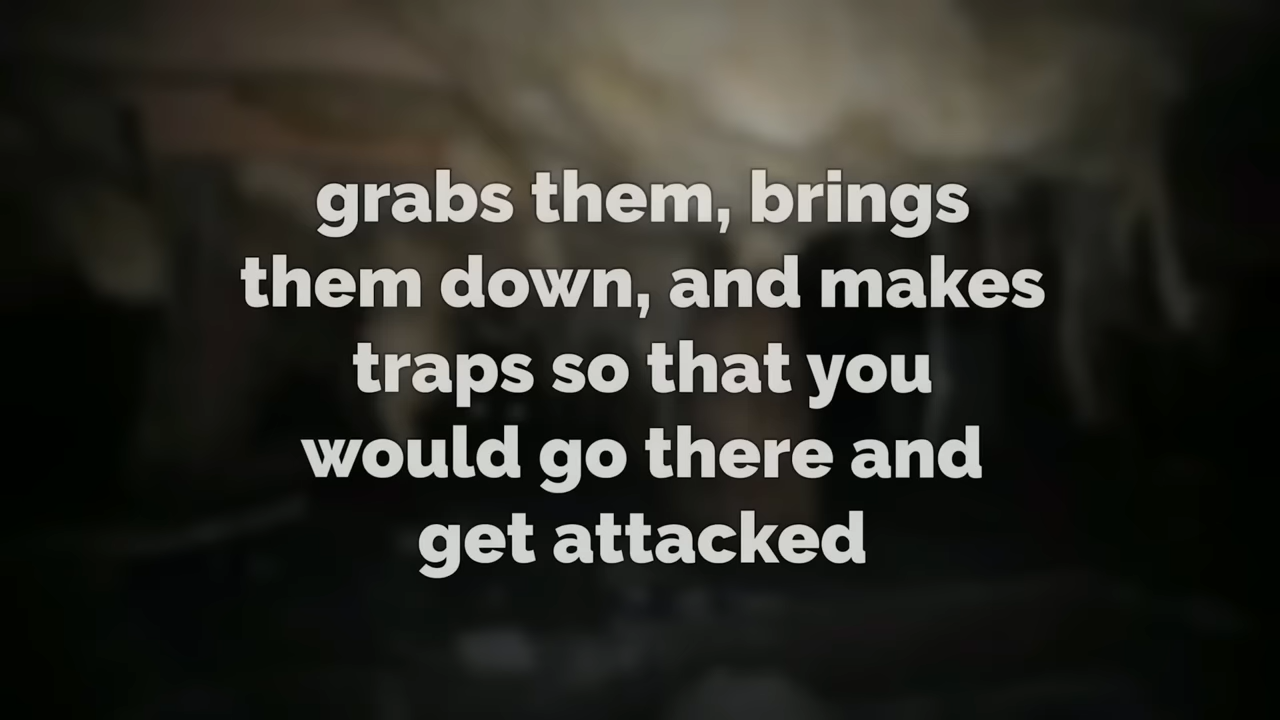 grabs them, brings
them down, and makes
traps so that you
would go there and
get attacked